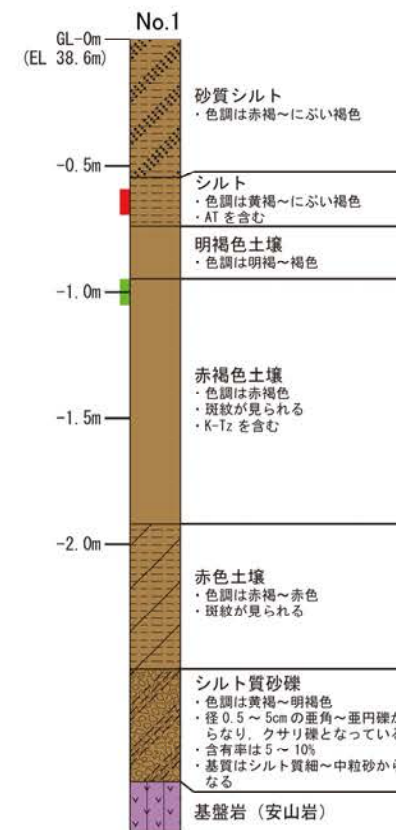 No.1
GL-0m
(EL 38.6m)
砂質シルト
・色調は赤褐～にぶい褐色
-0.5m
シルト
・色調は黄褐～にぶい褐色
・AT を含む
明褐色土壌
・色調は明褐～褐色
-1.0m
赤褐色土壌
・色調は赤褐色
・斑紋が見られる
・K-Tz を含む
-1.5m
-2.0m
赤色土壌
・色調は赤褐～赤色
・斑紋が見られる
シルト質砂礫
・色調は黄褐～明褐色
・径 0.5 ～ 5cm の亜角～亜円礫か
らなり，クサリ礫となっている
・含有率は 5 ～ 10%
・基質はシルト質細～中粒砂から
なる
基盤岩（安山岩）